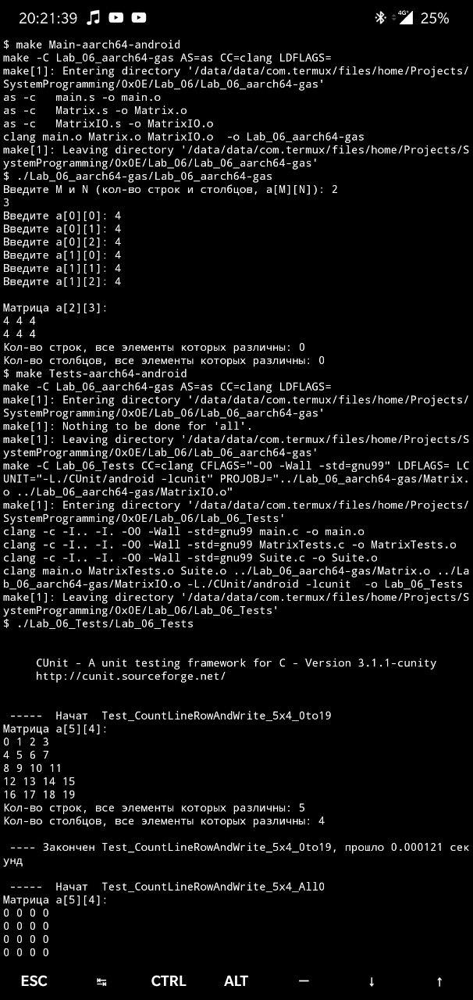 20:21:39 4G+ 25%
$ make Main-aarch64-android
make -C Lab_06_aarch64-gas AS=as CC=clang LDFLAGS=
make[1]: Entering directory '/data/data/com.termux/files/home/Projects/
SystemProgramming/0x0E/Lab_06/Lab_06_aarch64-gas'
as -c   main.s -o main.o
as -c   Matrix.s -o Matrix.o
as -c   MatrixIO.s -o MatrixIO.o
clang main.o Matrix.o MatrixIO.o  -o Lab_06_aarch64-gas
make[1]: Leaving directory '/data/data/com.termux/files/home/Projects/S
ystemProgramming/0x0E/Lab_06/Lab_06_aarch64-gas'
$ ./Lab_06_aarch64-gas/Lab_06_aarch64-gas
Введите M и N (кол-во строк и столбцов, a[M][N]): 2
3
Введите a[0][0]: 4
Введите a[0][1]: 4
Введите a[0][2]: 4
Введите a[1][0]: 4
Введите a[1][1]: 4
Введите a[1][2]: 4

Матрица a[2][3]:
4 4 4
4 4 4
Кол-во строк, все элементы которых различны: 0
Кол-во столбцов, все элементы которых различны: 0
$ make Tests-aarch64-android
make -C Lab_06_aarch64-gas AS=as CC=clang LDFLAGS=
make[1]: Entering directory '/data/data/com.termux/files/home/Projects/
SystemProgramming/0x0E/Lab_06/Lab_06_aarch64-gas'
make[1]: Nothing to be done for 'all'.
make[1]: Leaving directory '/data/data/com.termux/files/home/Projects/S
ystemProgramming/0x0E/Lab_06/Lab_06_aarch64-gas'
make -C Lab_06_Tests CC=clang CFLAGS="-O0 -Wall -std=gnu99" LDFLAGS= LC
UNIT="-L./CUnit/android -lcunit" PROJOBJ="../Lab_06_aarch64-gas/Matrix.
o ../Lab_06_aarch64-gas/MatrixIO.o"
make[1]: Entering directory '/data/data/com.termux/files/home/Projects/
SystemProgramming/0x0E/Lab_06/Lab_06_Tests'
clang -c -I.. -I. -O0 -Wall -std=gnu99 main.c -o main.o
clang -c -I.. -I. -O0 -Wall -std=gnu99 MatrixTests.c -o MatrixTests.o
clang -c -I.. -I. -O0 -Wall -std=gnu99 Suite.c -o Suite.o
clang main.o MatrixTests.o Suite.o ../Lab_06_aarch64-gas/Matrix.o ../La
b_06_aarch64-gas/MatrixIO.o -L./CUnit/android -lcunit  -o Lab_06_Tests
make[1]: Leaving directory '/data/data/com.termux/files/home/Projects/S
ystemProgramming/0x0E/Lab_06/Lab_06_Tests'
$ ./Lab_06_Tests/Lab_06_Tests

     CUnit - A unit testing framework for C - Version 3.1.1-cunity
     http://cunit.sourceforge.net/

 -----  Начат  Test_CountLineRowAndWrite_5x4_0to19
Матрица a[5][4]:
0 1 2 3
4 5 6 7
8 9 10 11
12 13 14 15
16 17 18 19
Кол-во строк, все элементы которых различны: 5
Кол-во столбцов, все элементы которых различны: 4

 ---- Закончен Test_CountLineRowAndWrite_5x4_0to19, прошло 0.000121 сек
унд

 -----  Начат  Test_CountLineRowAndWrite_5x4_All0
Матрица a[5][4]:
0 0 0 0
0 0 0 0
0 0 0 0
0 0 0 0
ESC ↹ CTRL ALT — ↓ ↑